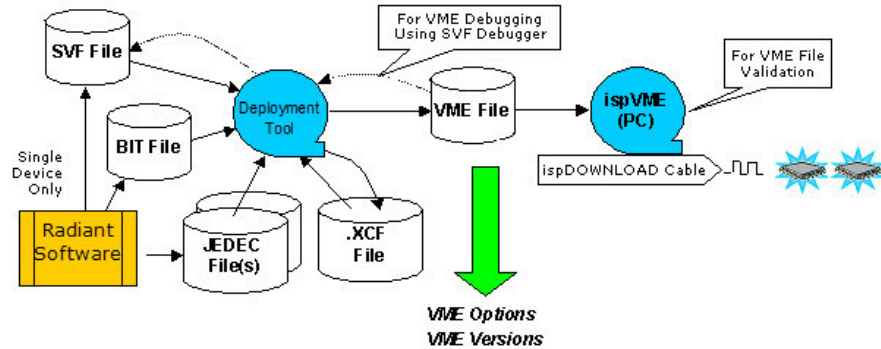 For VME Debugging
Using SVF Debugger
SVF File
For VME File
Validation
Deployment
Tool
VME File
ispVME
(PC)
BIT File
Single
Device
Only
ispDOWNLOAD Cable
Radiant
Software
JEDEC
File(s)
.XCF
File
VME Options
VME Versions